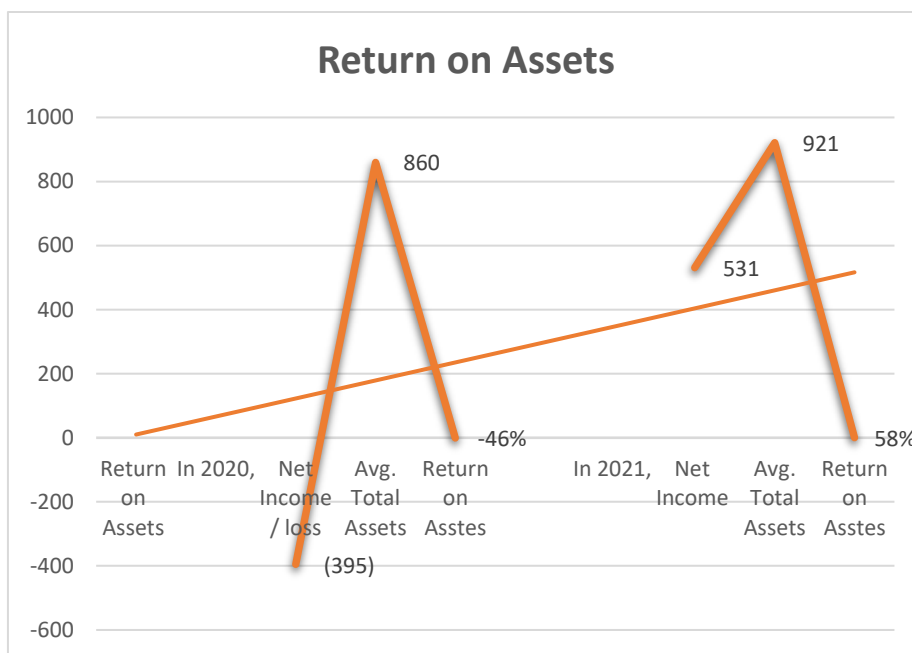 Return on Assets
1000
800
600
400
200
0
-200
-400
-600
860
921
531
-46%
58%
(395)
Return on Assets
In 2020,
Net Income / loss
Avg. Total Assets
Return on Asstes
In 2021,
Net Income
Avg. Total Assets
Return on Asstes